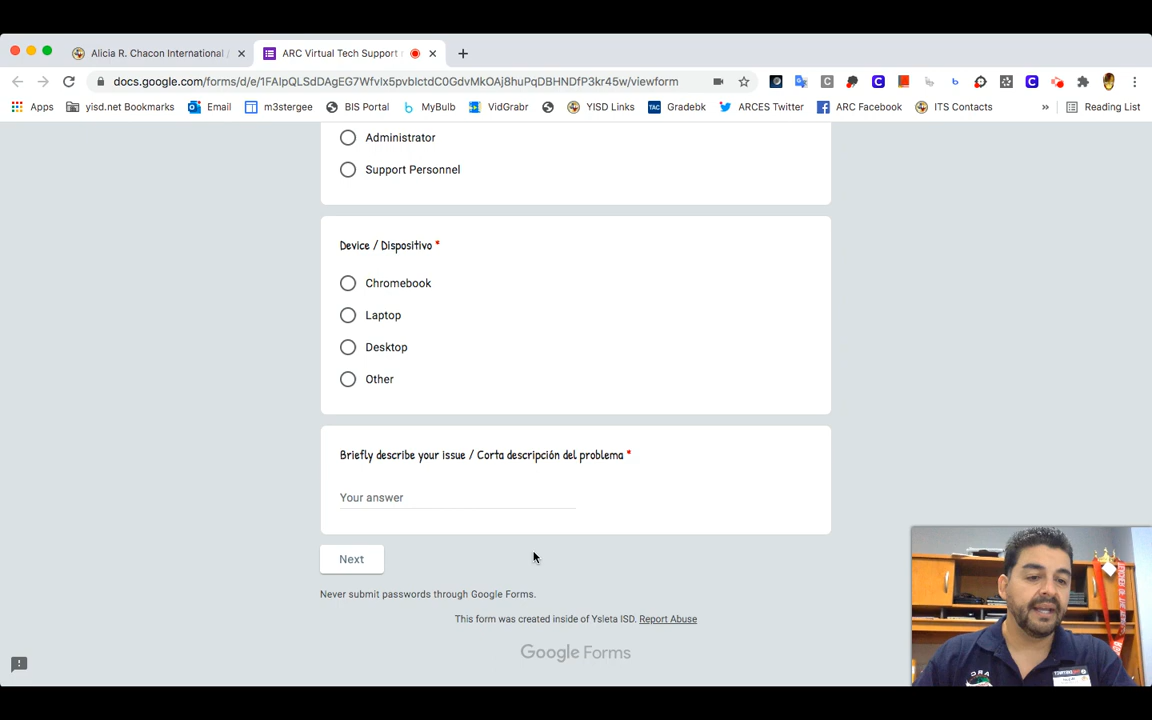 Alicia R. Chacon International /
ARC Virtual Tech Support
docs.google.com/forms/d/e/1FAIpQLSdDAgEG7WfvIx5pvbIctdC0GdvMkOAj8huPqDBHNDfP3kr45w/viewform
Apps
yisd.net Bookmarks
Email
m3stergee
BIS Portal
MyBulb
VidGrabr
YISD Links
TAC
Gradebk
ARCES Twitter
ARC Facebook
ITS Contacts
»
Reading List
Administrator
Support Personnel
Device / Dispositivo *
Chromebook
Laptop
Desktop
Other
Briefly describe your issue / Corta descripción del problema *
Your answer
Next
Never submit passwords through Google Forms.
This form was created inside of Ysleta ISD. Report Abuse
Google Forms